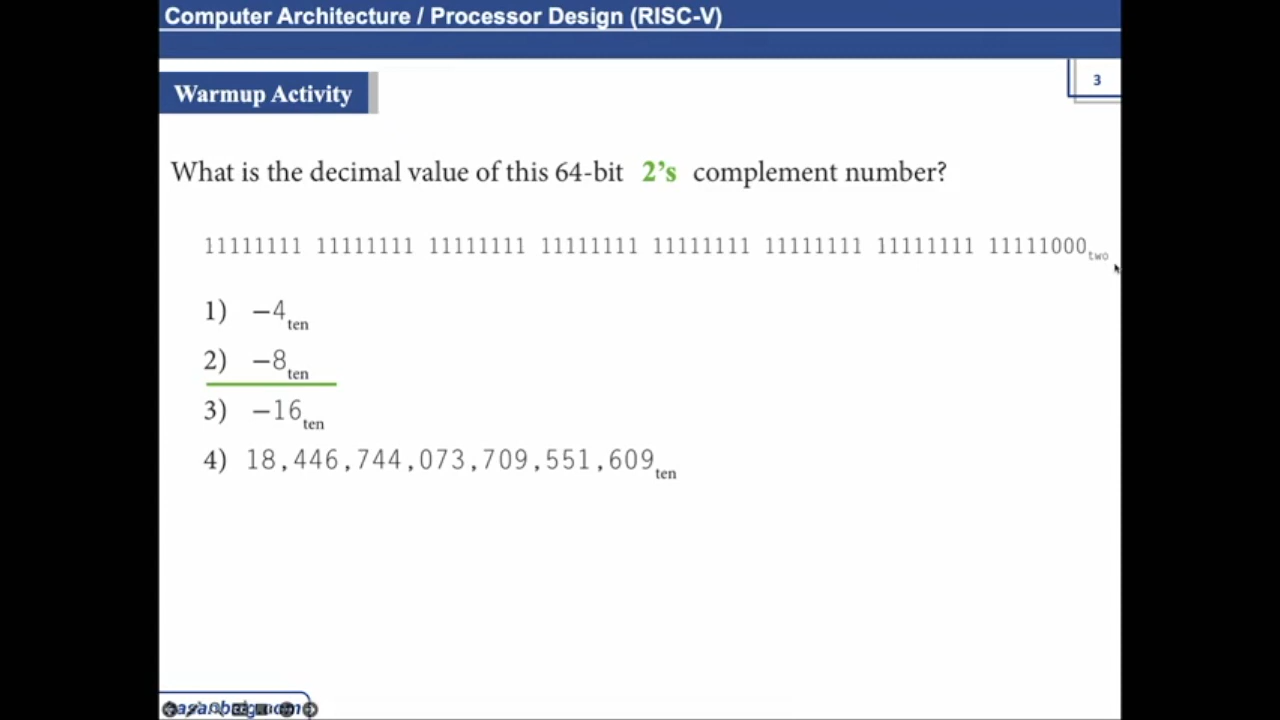 Computer Architecture / Processor Design (RISC-V)
3
Warmup Activity
What is the decimal value of this 64-bit 2’s complement number?
11111111 11111111 11111111 11111111 11111111 11111111 11111111 11111000two
1) −4ten
2) −8ten
3) −16ten
4) 18,446,744,073,709,551,609ten